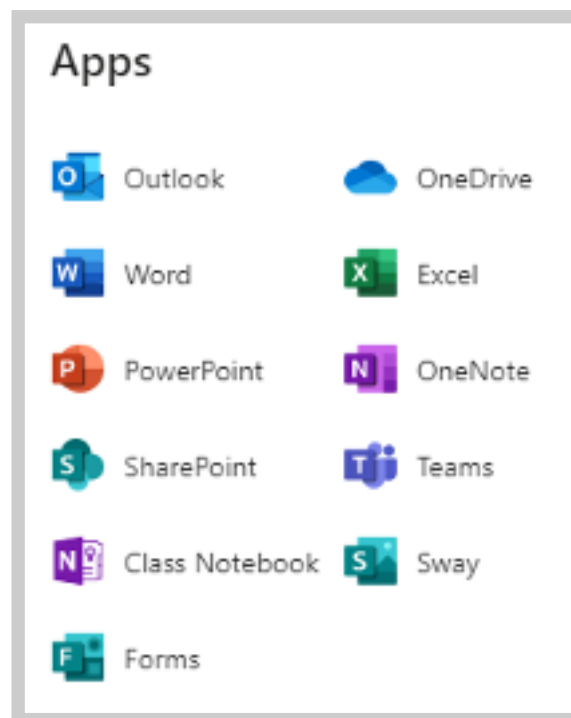 Apps
Outlook OneDrive
Word Excel
PowerPoint OneNote
SharePoint Teams
Class Notebook Sway
Forms